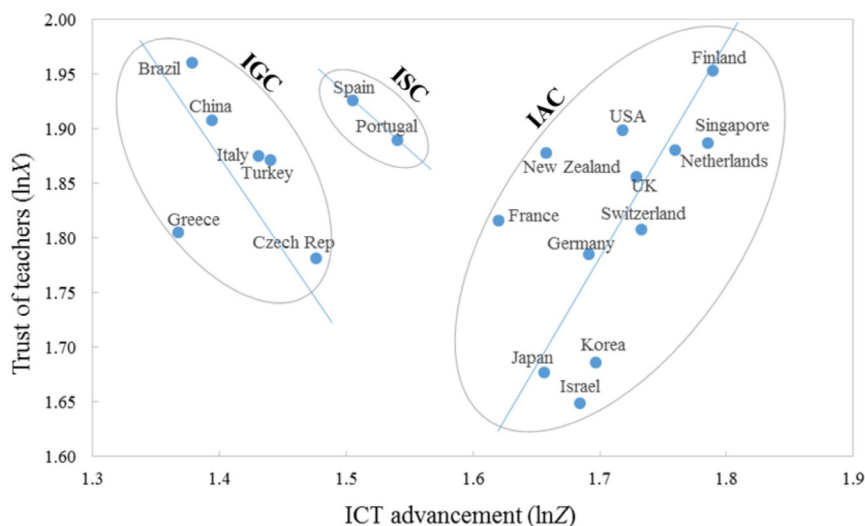 2.00
1.95
1.90
1.85
1.80
1.75
1.70
1.65
1.60
Trust of teachers (lnX)
Brazil
IGC
China
Italy
Turkey
Greece
Czech Rep
Spain
ISC
Portugal
IAC
Finland
USA
Singapore
New Zealand
Netherlands
UK
France
Switzerland
Germany
Japan
Korea
Israel
1.3 1.4 1.5 1.6 1.7 1.8 1.9
ICT advancement (lnZ)